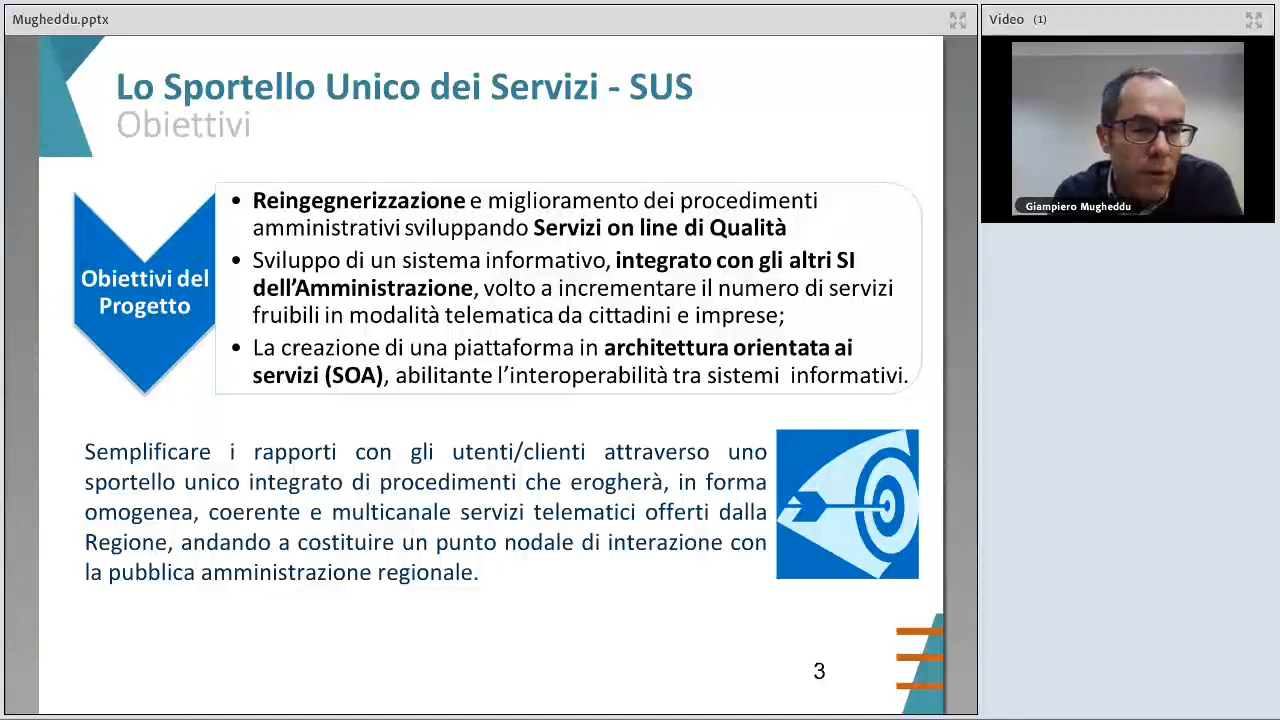 Mugheddu.pptx
Video (1)
Lo Sportello Unico dei Servizi - SUS
Obiettivi
Giampiero Mugheddu
Obiettivi del
Progetto
• Reingegnerizzazione e miglioramento dei procedimenti
amministrativi sviluppando Servizi on line di Qualità
• Sviluppo di un sistema informativo, integrato con gli altri SI
dell’Amministrazione, volto a incrementare il numero di servizi
fruibili in modalità telematica da cittadini e imprese;
• La creazione di una piattaforma in architettura orientata ai
servizi (SOA), abilitante l’interoperabilità tra sistemi informativi.
Semplificare i rapporti con gli utenti/clienti attraverso uno
sportello unico integrato di procedimenti che erogherà, in forma
omogenea, coerente e multicanale servizi telematici offerti dalla
Regione, andando a costituire un punto nodale di interazione con
la pubblica amministrazione regionale.
3